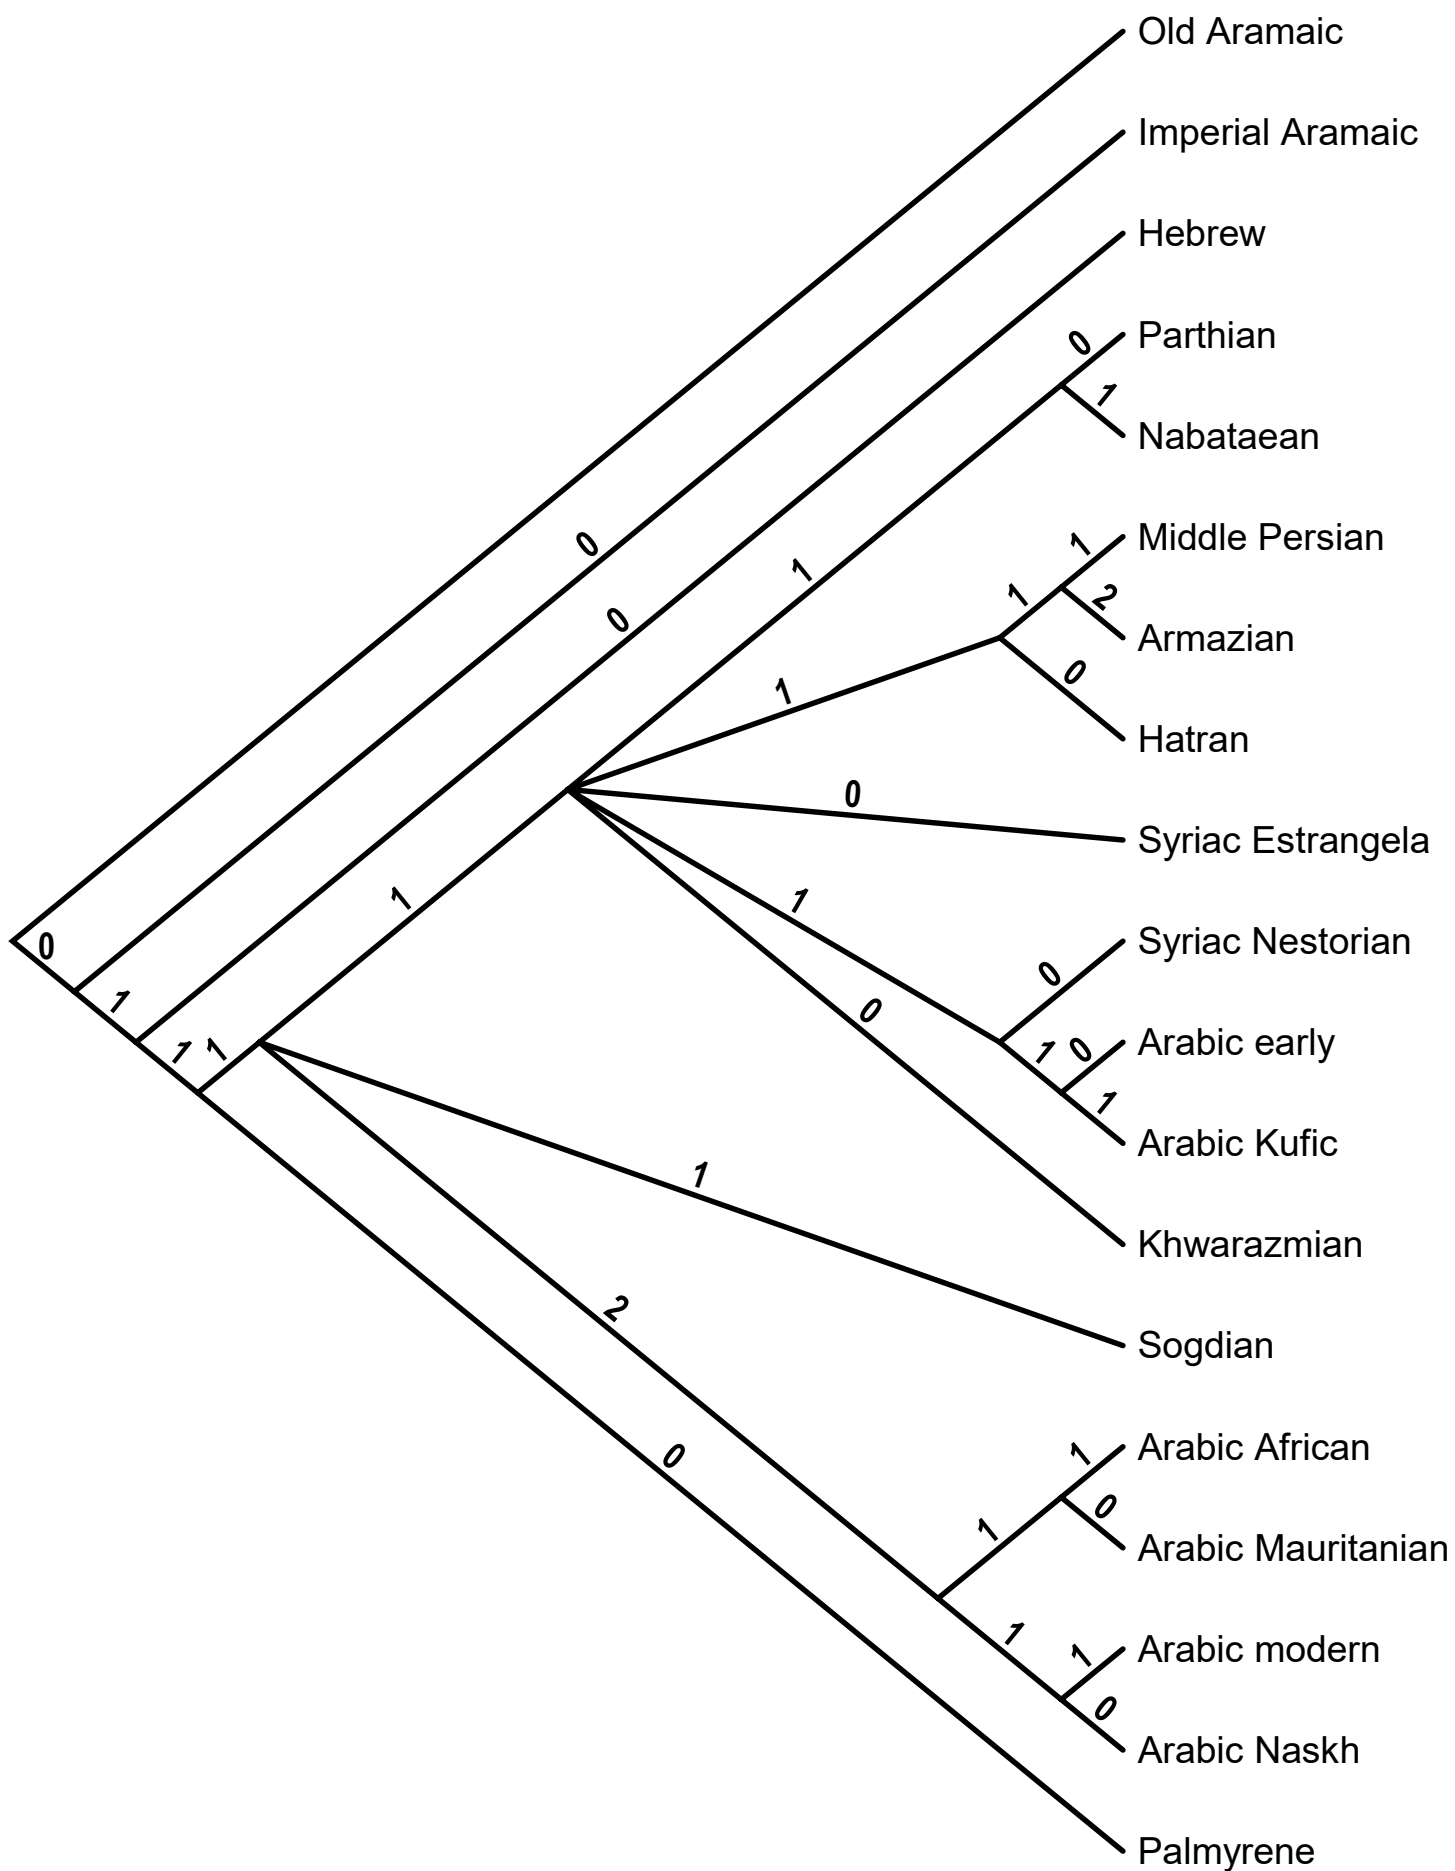 Old Aramaic
Imperial Aramaic
Hebrew
0 Parthian
1
Nabataean
1 Middle Persian
0
1
1 2
0 Armazian
1 0
Hatran
0
Syriac Estrangela
1
1
0 Syriac Nestorian
0
1
0
1 1 1 0 Arabic early
1
Arabic Kufic
1
Khwarazmian
2
Sogdian
1 Arabic African
0
0
1 Arabic Mauritanian
1 1 Arabic modern
0
Arabic Naskh
Palmyrene